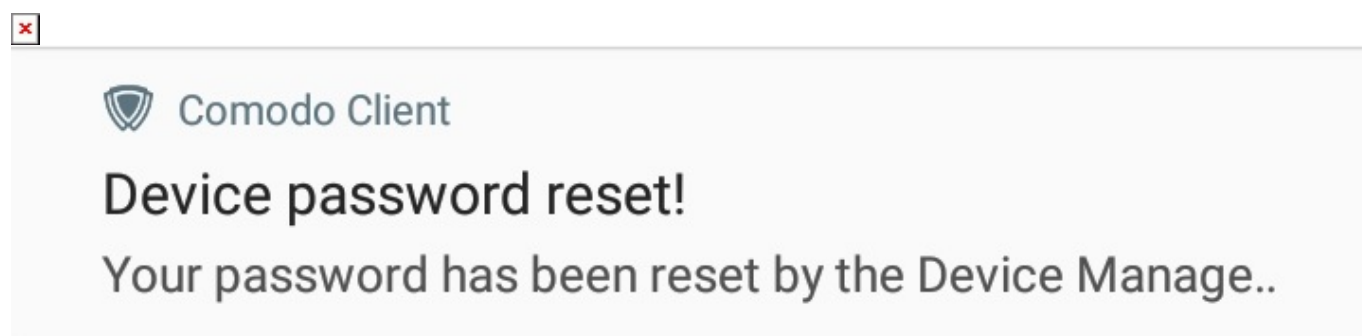 Comodo Client
Device password reset!
Your password has been reset by the Device Manage..